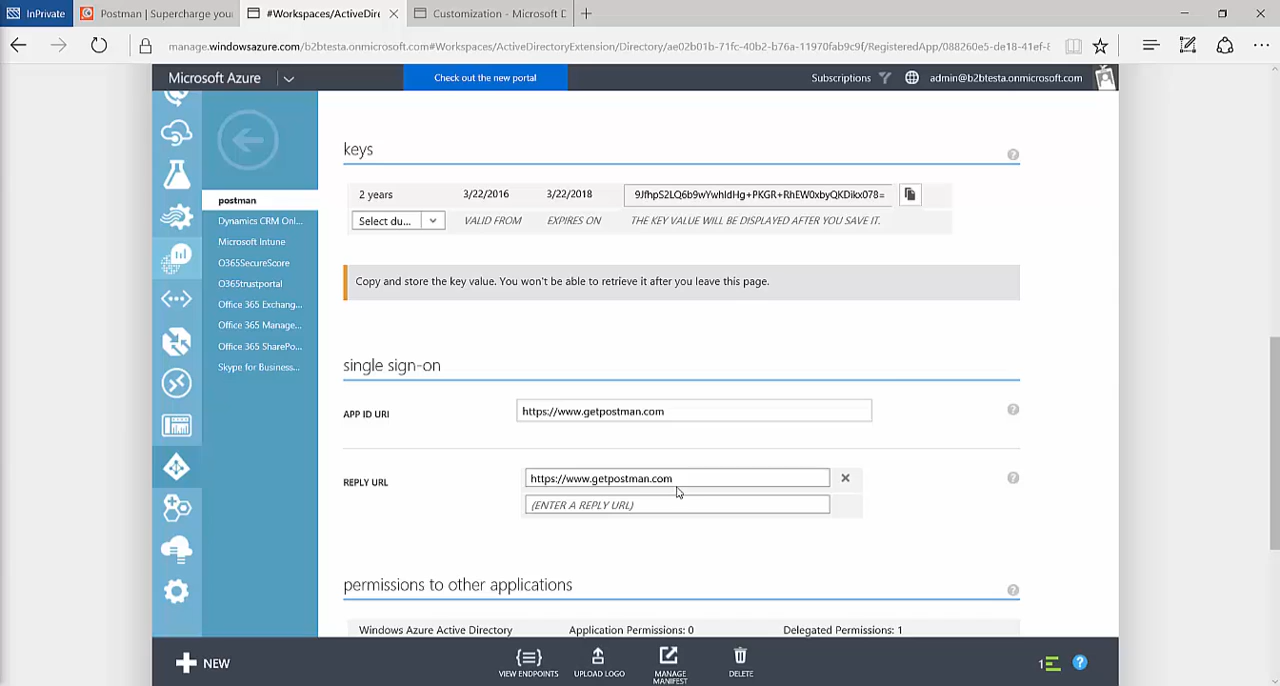 InPrivate
Postman | Supercharge your
#Workspaces/ActiveDire
Customization - Microsoft D
manage.windowsazure.com/b2btesta.onmicrosoft.com#Workspaces/ActiveDirectoryExtension/Directory/ae02b01b-71fc-40b2-b76a-11970fab9c9f/RegisteredApp/088260e5-de18-41ef-8
Microsoft Azure
Check out the new portal
Subscriptions
admin@b2btesta.onmicrosoft.com
postman
Dynamics CRM Onl...
Microsoft Intune
O365SecureScore
O365trustportal
Office 365 Exchang...
Office 365 Manage...
Office 365 SharePo...
Skype for Business...
keys
2 years 3/22/2016 3/22/2018 9JfhpS2LQ6b9wYwhIdHg+PKGR+RhEW0xbyQKDikx078=
Select du... VALID FROM EXPIRES ON THE KEY VALUE WILL BE DISPLAYED AFTER YOU SAVE IT.
Copy and store the key value. You won't be able to retrieve it after you leave this page.
single sign-on
APP ID URI https://www.getpostman.com
REPLY URL https://www.getpostman.com
(ENTER A REPLY URL)
permissions to other applications
Windows Azure Active Directory Application Permissions: 0 Delegated Permissions: 1
NEW
VIEW ENDPOINTS
UPLOAD LOGO
MANAGE
MANIFEST
DELETE
1